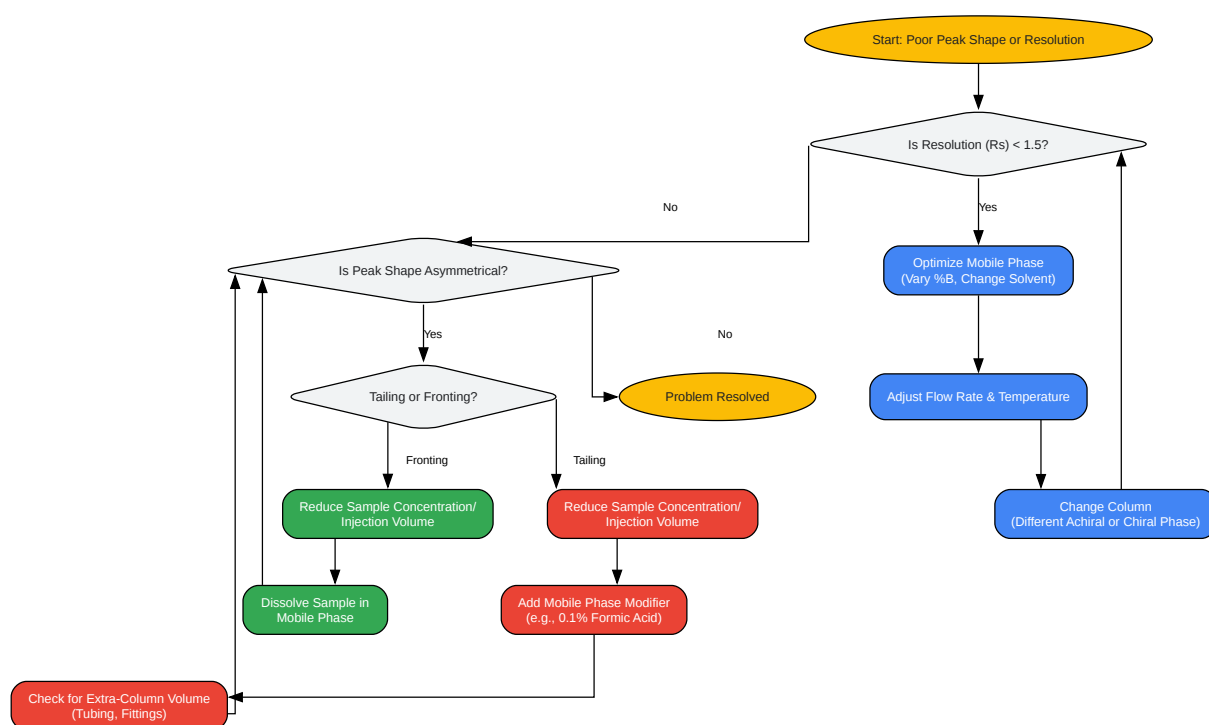 Start: Poor Peak Shape or Resolution
Is Resolution (Rs) < 1.5?
No
Yes
Is Peak Shape Asymmetrical?
Optimize Mobile Phase
(Vary %B, Change Solvent)
Yes
No
Tailing or Fronting?
Problem Resolved
Adjust Flow Rate & Temperature
Fronting
Tailing
Reduce Sample Concentration/
Injection Volume
Reduce Sample Concentration/
Injection Volume
Change Column
(Different Achiral or Chiral Phase)
Dissolve Sample in
Mobile Phase
Add Mobile Phase Modifier
(e.g., 0.1% Formic Acid)
Check for Extra-Column Volume
(Tubing, Fittings)